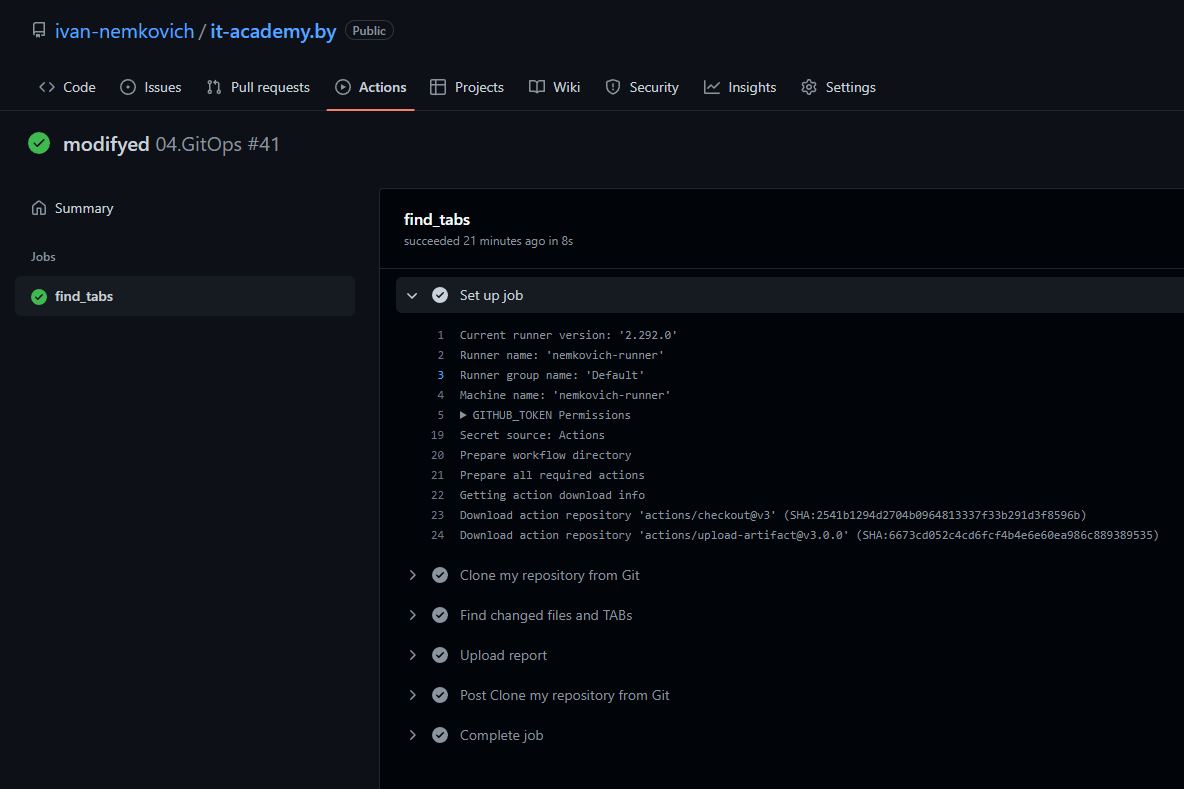 ivan-nemkovich / it-academy.by Public
Code Issues Pull requests Actions Projects Wiki Security Insights Settings
modifyed 04.GitOps #41
Summary
Jobs
find_tabs
find_tabs
succeeded 21 minutes ago in 8s
Set up job
1 Current runner version: '2.292.0'
2 Runner name: 'nemkovich-runner'
3 Runner group name: 'Default'
4 Machine name: 'nemkovich-runner'
5 GITHUB_TOKEN Permissions
19 Secret source: Actions
20 Prepare workflow directory
21 Prepare all required actions
22 Getting action download info
23 Download action repository 'actions/checkout@v3' (SHA:2541b1294d2704b0964813337f33b291d3f8596b)
24 Download action repository 'actions/upload-artifact@v3.0.0' (SHA:6673cd052c4cd6fcf4b4e6e60ea986c889389535)
Clone my repository from Git
Find changed files and TABs
Upload report
Post Clone my repository from Git
Complete job